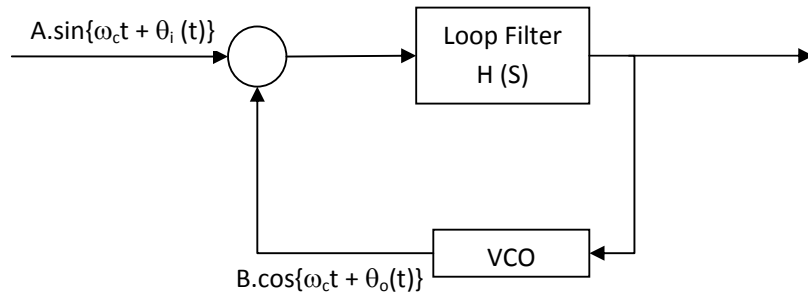 A.sin{ω𝒸t + θᵢ (t)}
Loop Filter
H (S)
VCO
B.cos{ω𝒸t + θₒ(t)}